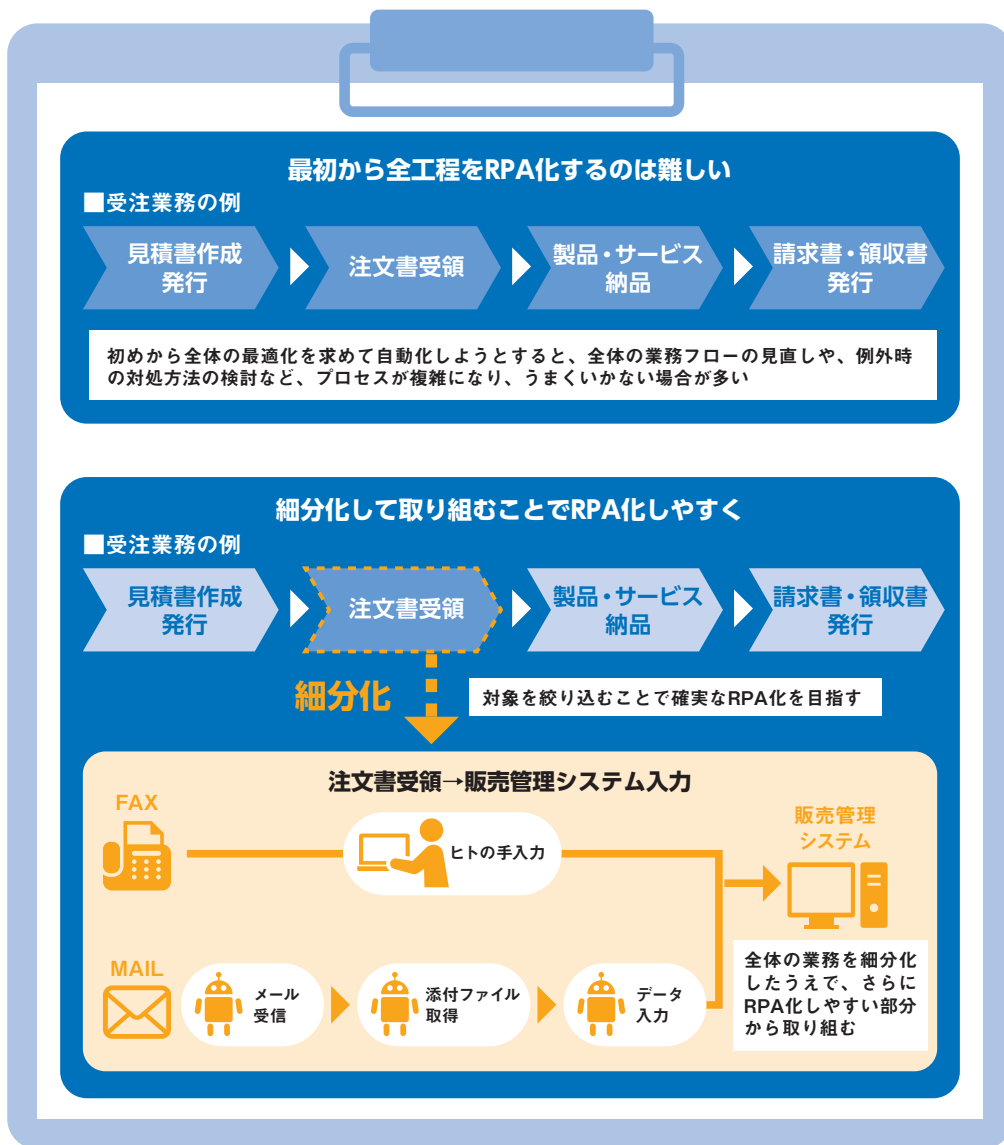 最初から全工程をRPA化するのは難しい
■受注業務の例
見積書作成
発行
注文書受領
製品・サービス
納品
請求書・領収書
発行
初めから全体の最適化を求めて自動化しようとすると、全体の業務フローの見直しや、例外時
の対処方法の検討など、プロセスが複雑になり、うまくいかない場合が多い
細分化して取り組むことでRPA化しやすく
■受注業務の例
見積書作成
発行
注文書受領
製品・サービス
納品
請求書・領収書
発行
細分化
対象を絞り込むことで確実なRPA化を目指す
注文書受領→販売管理システム入力
FAX
ヒトの手入力
販売管理
システム
MAIL
メール
受信
添付ファイル
取得
データ
入力
全体の業務を細分化
したうえで、さらに
RPA化しやすい部分
から取り組む